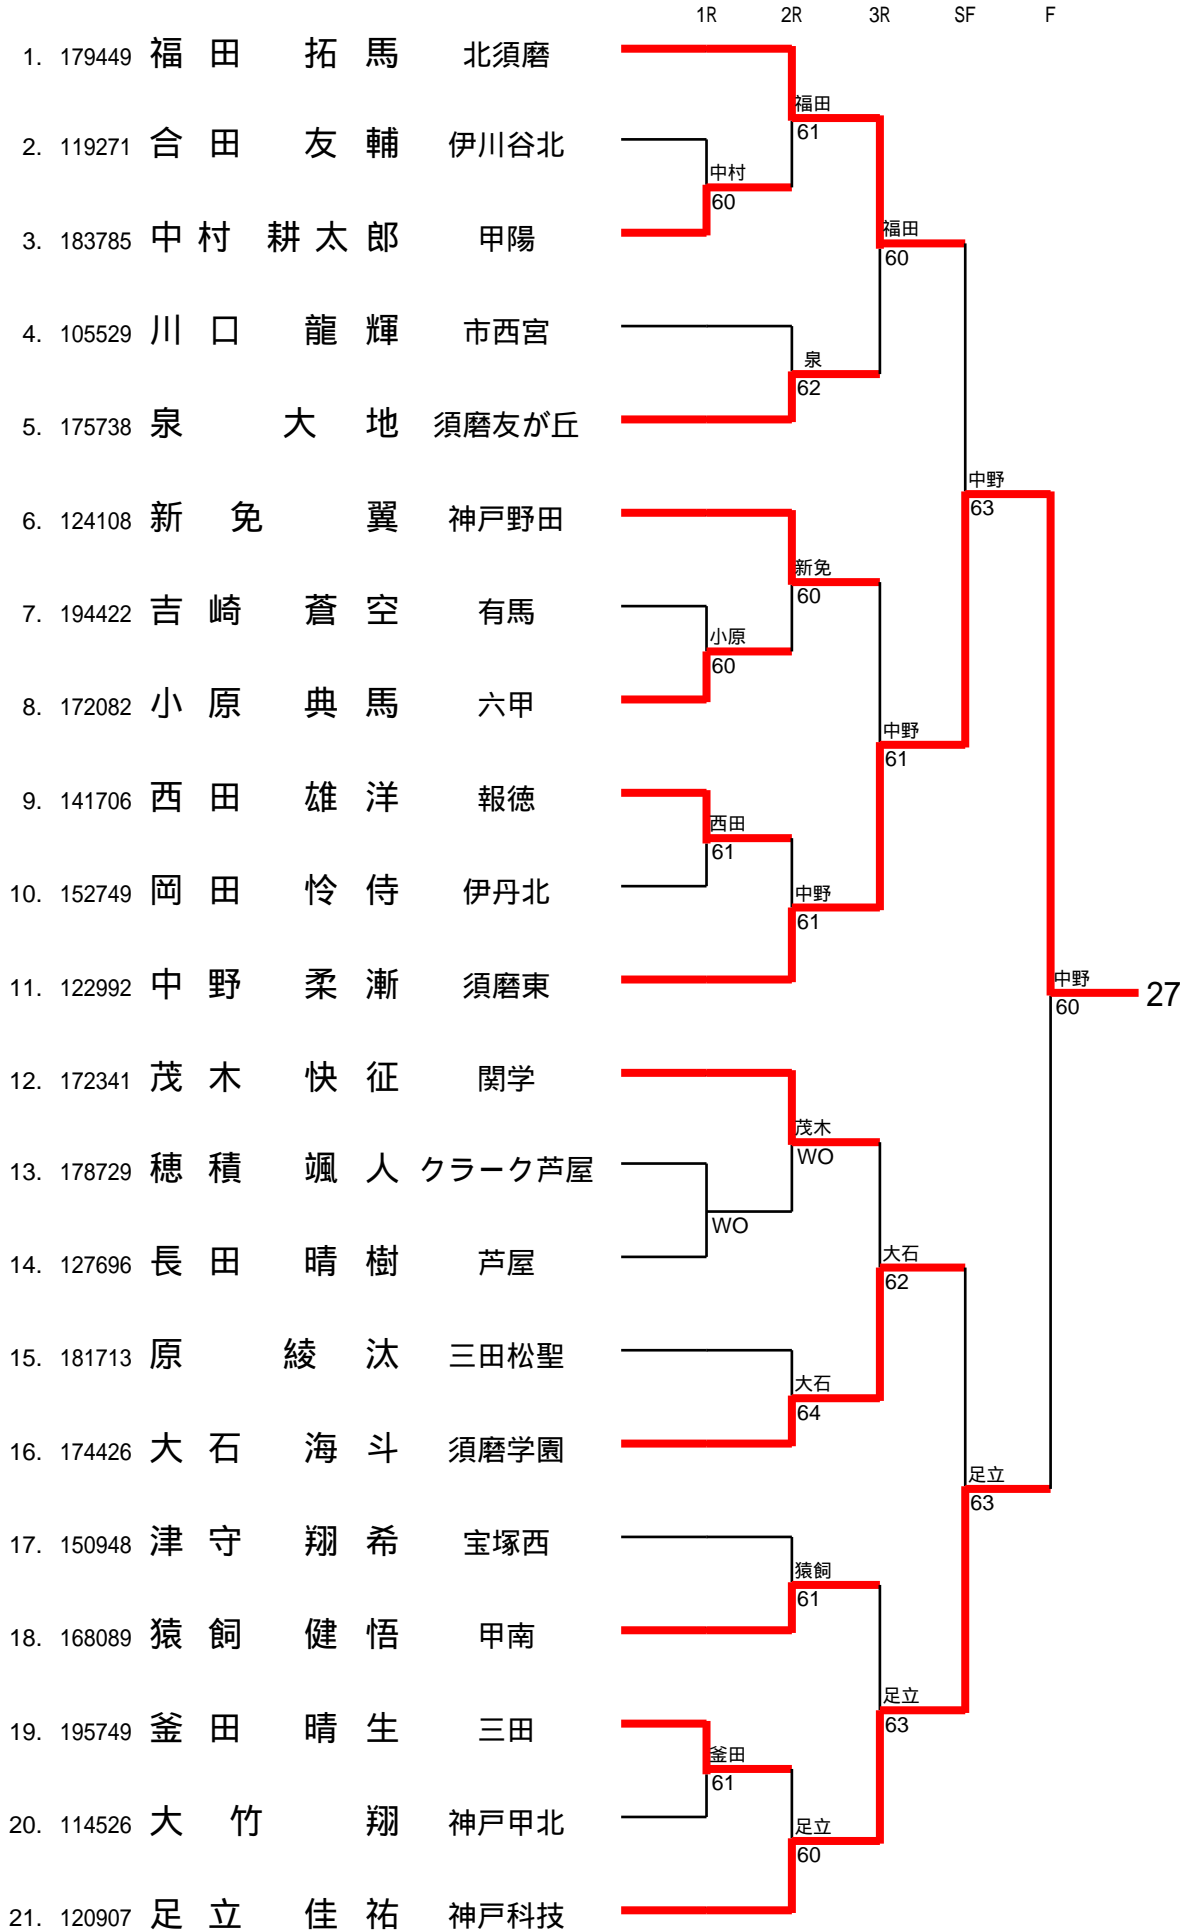 1R 2R 3R SF F
1. 179449 福田 拓馬 北須磨
福田
61
2. 119271 合田 友輔 伊川谷北
中村
60
3. 183785 中村 耕太郎 甲陽
福田
60
4. 105529 川口 龍輝 市西宮
泉
62
5. 175738 泉 大地 須磨友が丘
中野
63
6. 124108 新免 翼 神戸野田
新免
60
7. 194422 吉崎 蒼空 有馬
小原
60
8. 172082 小原 典馬 六甲
中野
61
9. 141706 西田 雄洋 報徳
西田
61
10. 152749 岡田 怜侍 伊丹北
中野
61
11. 122992 中野 柔漸 須磨東
中野
60
27
12. 172341 茂木 快征 関学
茂木
WO
13. 178729 穂積 颯人 クラーク芦屋
WO
14. 127696 長田 晴樹 芦屋
大石
62
15. 181713 原 綾汰 三田松聖
大石
64
16. 174426 大石 海斗 須磨学園
足立
63
17. 150948 津守 翔希 宝塚西
猿飼
61
18. 168089 猿飼 健悟 甲南
足立
63
19. 195749 釜田 晴生 三田
釜田
61
20. 114526 大竹 翔 神戸甲北
足立
60
21. 120907 足立 佳祐 神戸科技